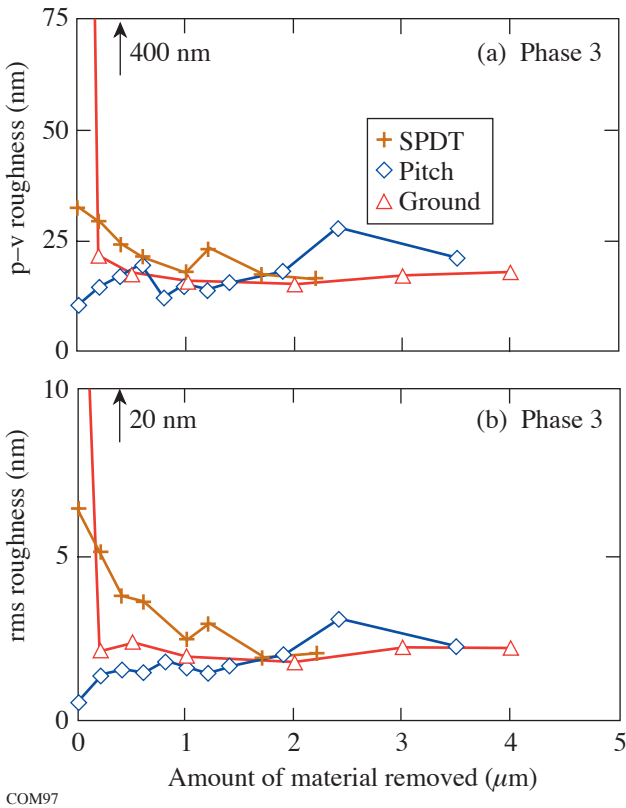 75
400 nm
(a) Phase 3
50
SPDT
Pitch
Ground
25
0
p–v roughness (nm)
10
20 nm
(b) Phase 3
5
0
rms roughness (nm)
0 1 2 3 4 5
Amount of material removed (μm)
COM97